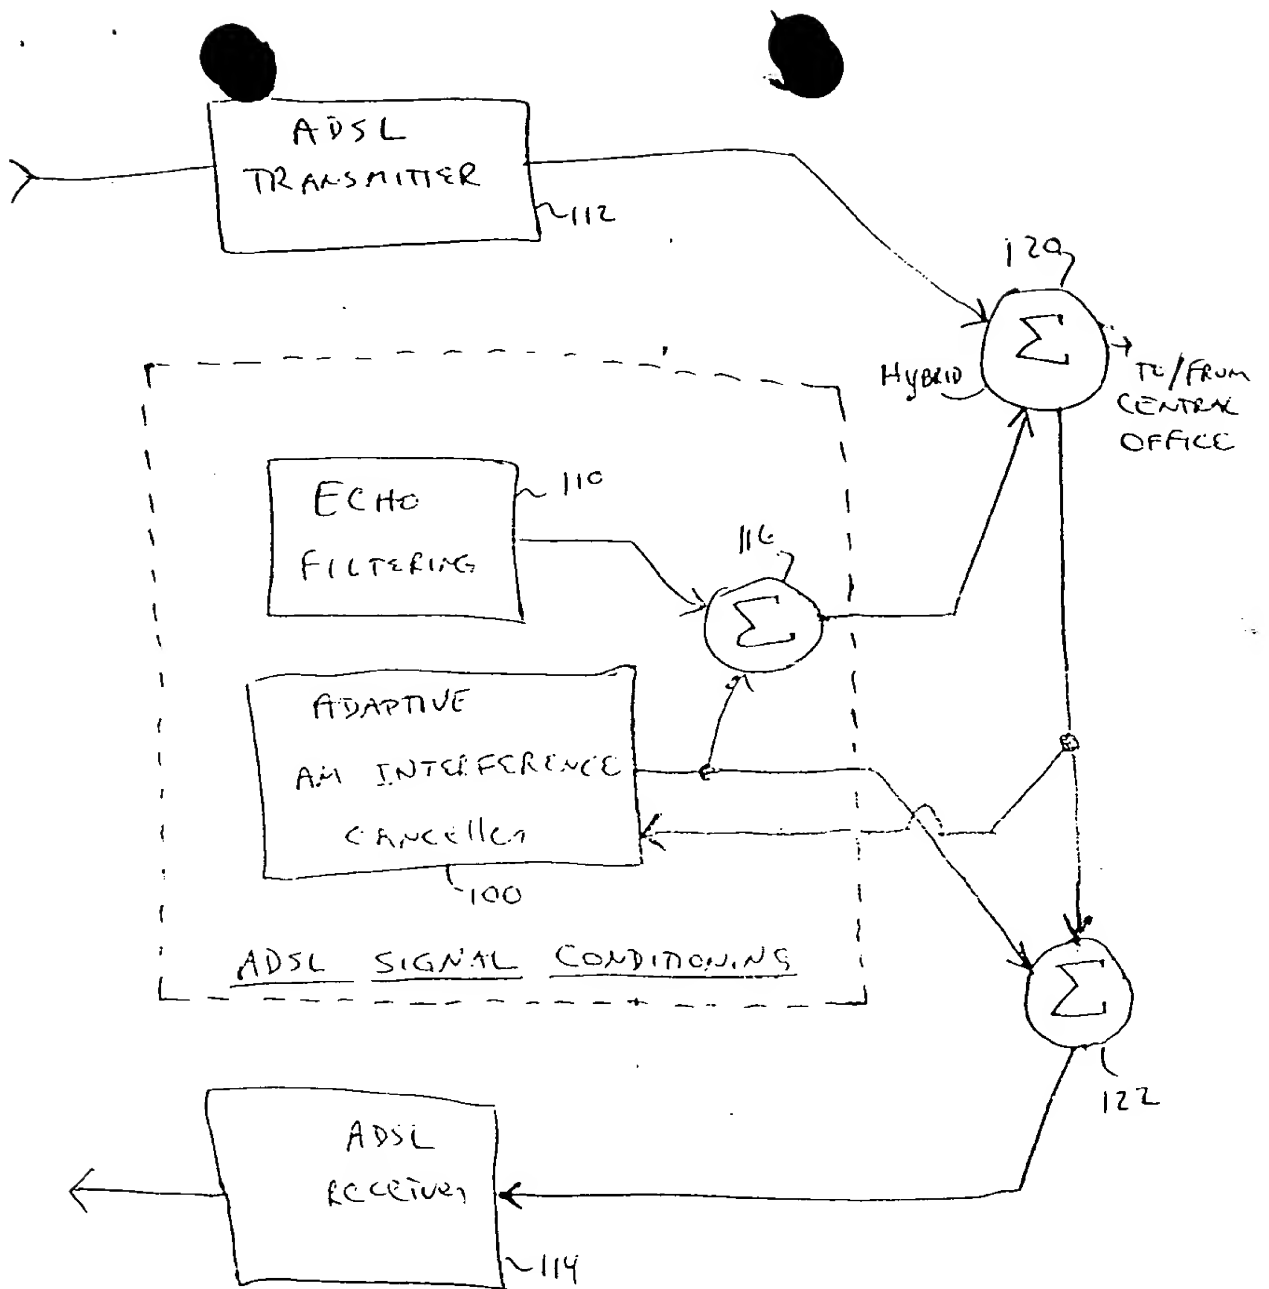 ADSL
TRANSMITTER
112
120
Σ
HYBRID
TO/FROM
CENTRAL
OFFICE
ECHO
FILTERING
110
116
Σ
ADAPTIVE
AM INTERFERENCE
CANCELLER
100
ADSL SIGNAL CONDITIONING
Σ
122
ADSL
RECEIVER
114